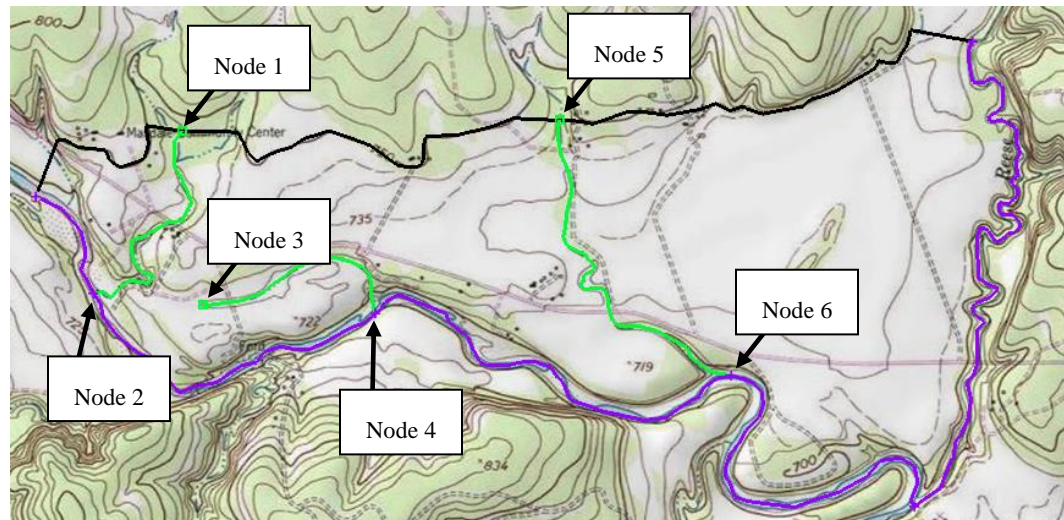 800
Node 1
Node 5
Community Center
Reese
735
Node 3
722
Node 6
719
Node 2
Node 4
834
700